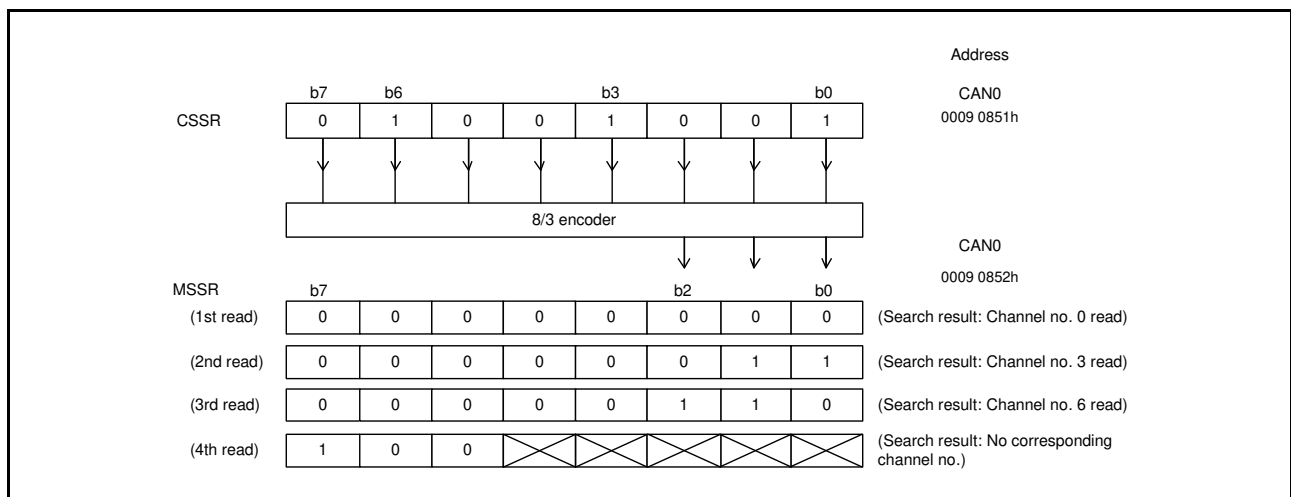 Address
b7 b6 b3 b0 CAN0
CSSR 0 1 0 0 1 0 0 1 0009 0851h
8/3 encoder
CAN0
0009 0852h
MSSR b7 b2 b0
(1st read) 0 0 0 0 0 0 0 0 (Search result: Channel no. 0 read)
(2nd read) 0 0 0 0 0 0 1 1 (Search result: Channel no. 3 read)
(3rd read) 0 0 0 0 0 1 1 0 (Search result: Channel no. 6 read)
(4th read) 1 0 0 (Search result: No corresponding
channel no.)